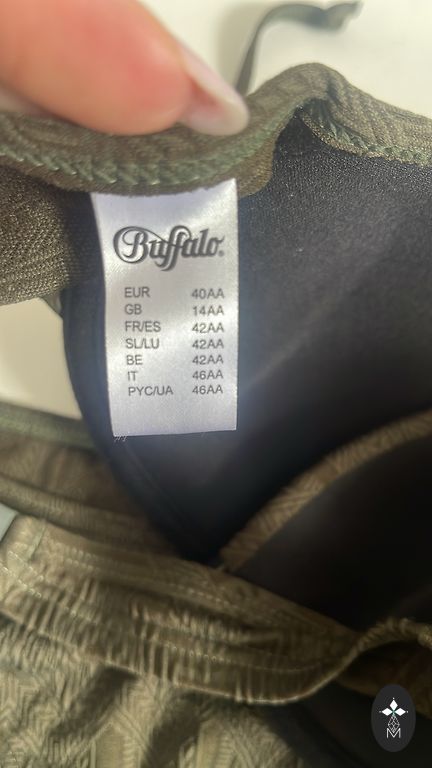 Buffalo®
EUR 40AA
GB 14AA
FR/ES 42AA
SL/LU 42AA
BE 42AA
IT 46AA
PYC/UA 46AA
M